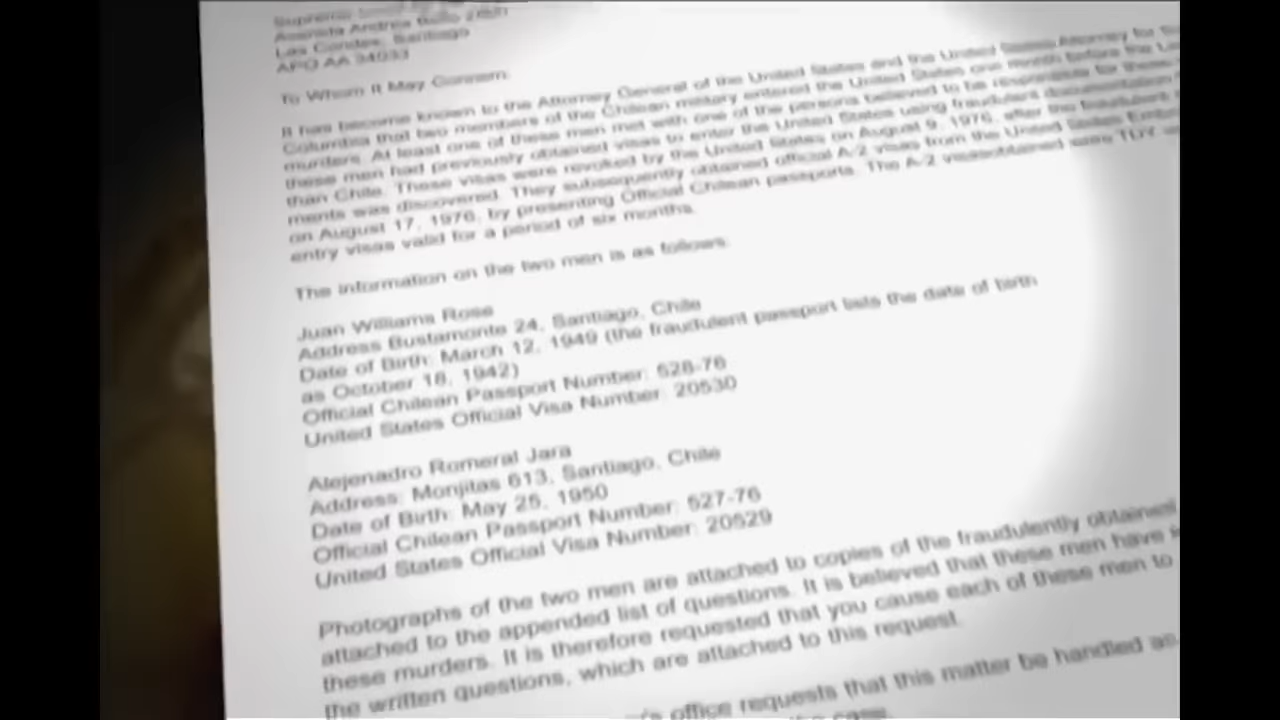 Supreme
Avenida Andrea Bello 2800
Las Condes, Santiago
APO AA 34033
To Whom It May Concern:
It has become known to the Attorney General of the United States and the United States Attorney for
Columbia that two members of the Chilean military entered the United States one month before the
murders. At least one of these men met with one of the persons believed to be responsible for these
these men had previously obtained visas to enter the United States using fraudulent documentation
than Chile. These visas were revoked by the United States on August 9, 1976, after the fraudulent
ments was discovered. They subsequently obtained official A-2 visas from the United States
on August 17, 1976, by presenting Official Chilean passports. The A-2 visasobtained were TDY
entry visas valid for a period of six months.
The information on the two men is as follows:
Juan Williams Rose
Address Bustamonte 24, Santiago, Chile
Date of Birth: March 12, 1949 (the fraudulent passport lists the date of birth
as October 18, 1942)
Official Chilean Passport Number: 528-76
United States Official Visa Number: 20530
Alejenadro Romeral Jara
Address: Monjitas 613, Santiago, Chile
Date of Birth: May 25, 1950
Official Chilean Passport Number: 527-76
United States Official Visa Number: 20529
Photographs of the two men are attached to copies of the fraudulently obtained
attached to the appended list of questions. It is believed that these men have
these murders. It is therefore requested that you cause each of these men to
the written questions, which are attached to this request.
office requests that this matter be handled as
the case.